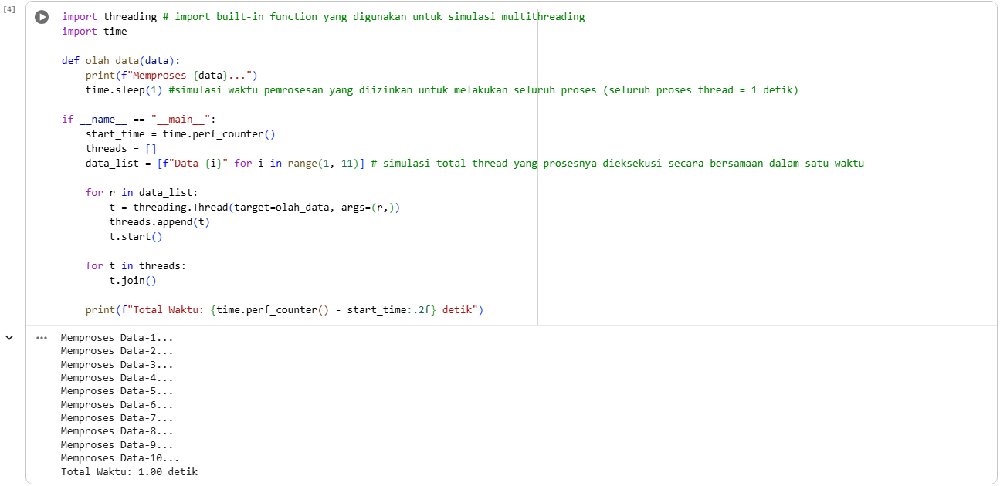 [4]
import threading # import built-in function yang digunakan untuk simulasi multithreading
import time
def olah_data(data):
    print(f"Memproses {data}...")
    time.sleep(1) #simulasi waktu pemrosesan yang diizinkan untuk melakukan seluruh proses (seluruh proses thread = 1 detik)
if __name__ == "__main__":
    start_time = time.perf_counter()
    threads = []
    data_list = [f"Data-{i}" for i in range(1, 11)] # simulasi total thread yang prosesnya dieksekusi secara bersamaan dalam satu waktu
    for r in data_list:
        t = threading.Thread(target=olah_data, args=(r,))
        threads.append(t)
        t.start()
    for t in threads:
        t.join()
    print(f"Total Waktu: {time.perf_counter() - start_time:.2f} detik")
Memproses Data-1...
Memproses Data-2...
Memproses Data-3...
Memproses Data-4...
Memproses Data-5...
Memproses Data-6...
Memproses Data-7...
Memproses Data-8...
Memproses Data-9...
Memproses Data-10...
Total Waktu: 1.00 detik